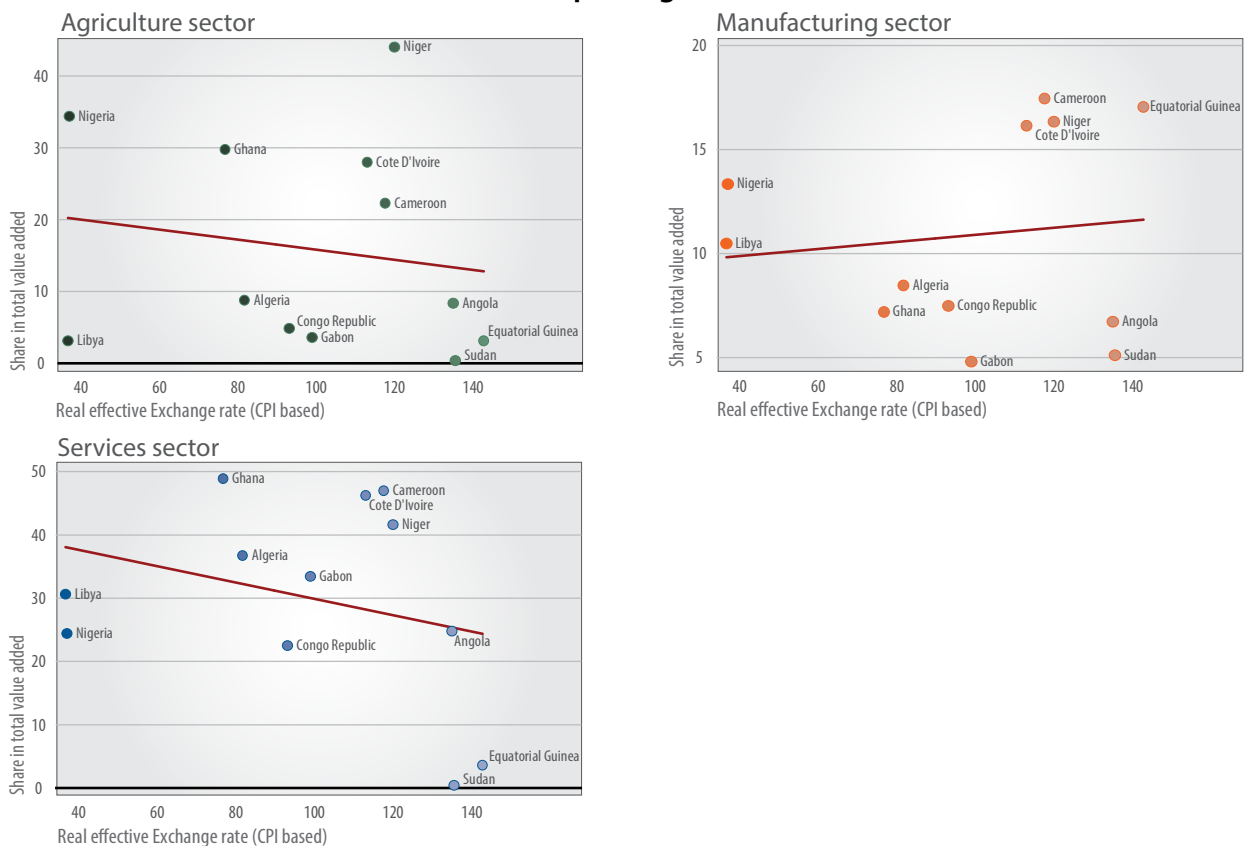 Agriculture sector
Share in total value added
40
30
20
10
0
Niger
Nigeria
Ghana
Cote D'Ivoire
Cameroon
Algeria
Angola
Congo Republic
Gabon
Equatorial Guinea
Libya
Sudan
40 60 80 100 120 140
Real effective Exchange rate (CPI based)
Manufacturing sector
Share in total value added
20
15
10
5
Cameroon
Equatorial Guinea
Niger
Cote D'Ivoire
Nigeria
Libya
Algeria
Congo Republic
Ghana
Angola
Sudan
Gabon
40 60 80 100 120 140
Real effective Exchange rate (CPI based)
Services sector
Share in total value added
50
40
30
20
10
0
Ghana
Cameroon
Cote D'Ivoire
Niger
Algeria
Gabon
Libya
Nigeria
Angola
Congo Republic
Equatorial Guinea
Sudan
40 60 80 100 120 140
Real effective Exchange rate (CPI based)